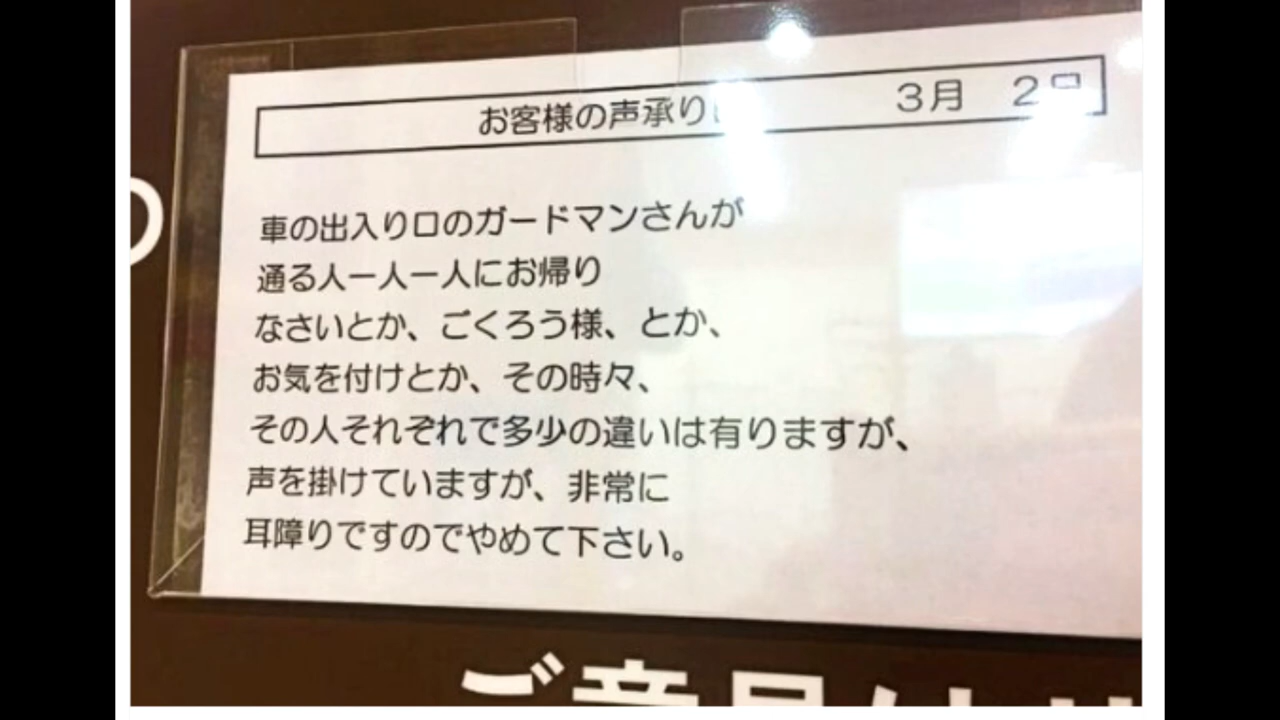 お客様の声承り
3月 2日
車の出入り口のガードマンさんが
通る人一人一人にお帰り
なさいとか、ごくろう様、とか、
お気を付けとか、その時々、
その人それぞれで多少の違いは有りますが、
声を掛けていますが、非常に
耳障りですのでやめて下さい。